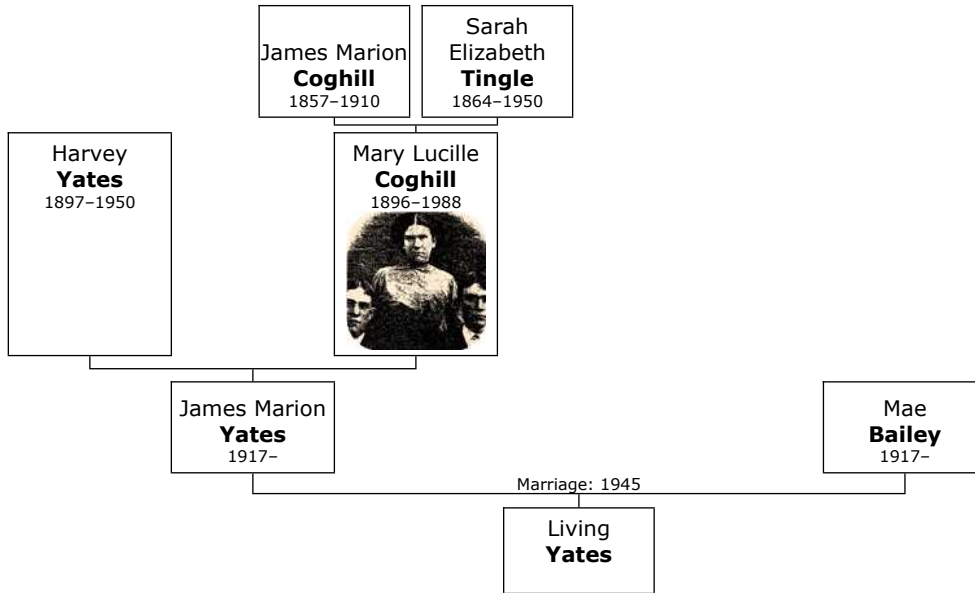 James Marion
Coghill
1857–1910
Sarah
Elizabeth
Tingle
1864–1950
Harvey
Yates
1897–1950
Mary Lucille
Coghill
1896–1988
James Marion
Yates
1917–
Mae
Bailey
1917–
Marriage: 1945
Living
Yates